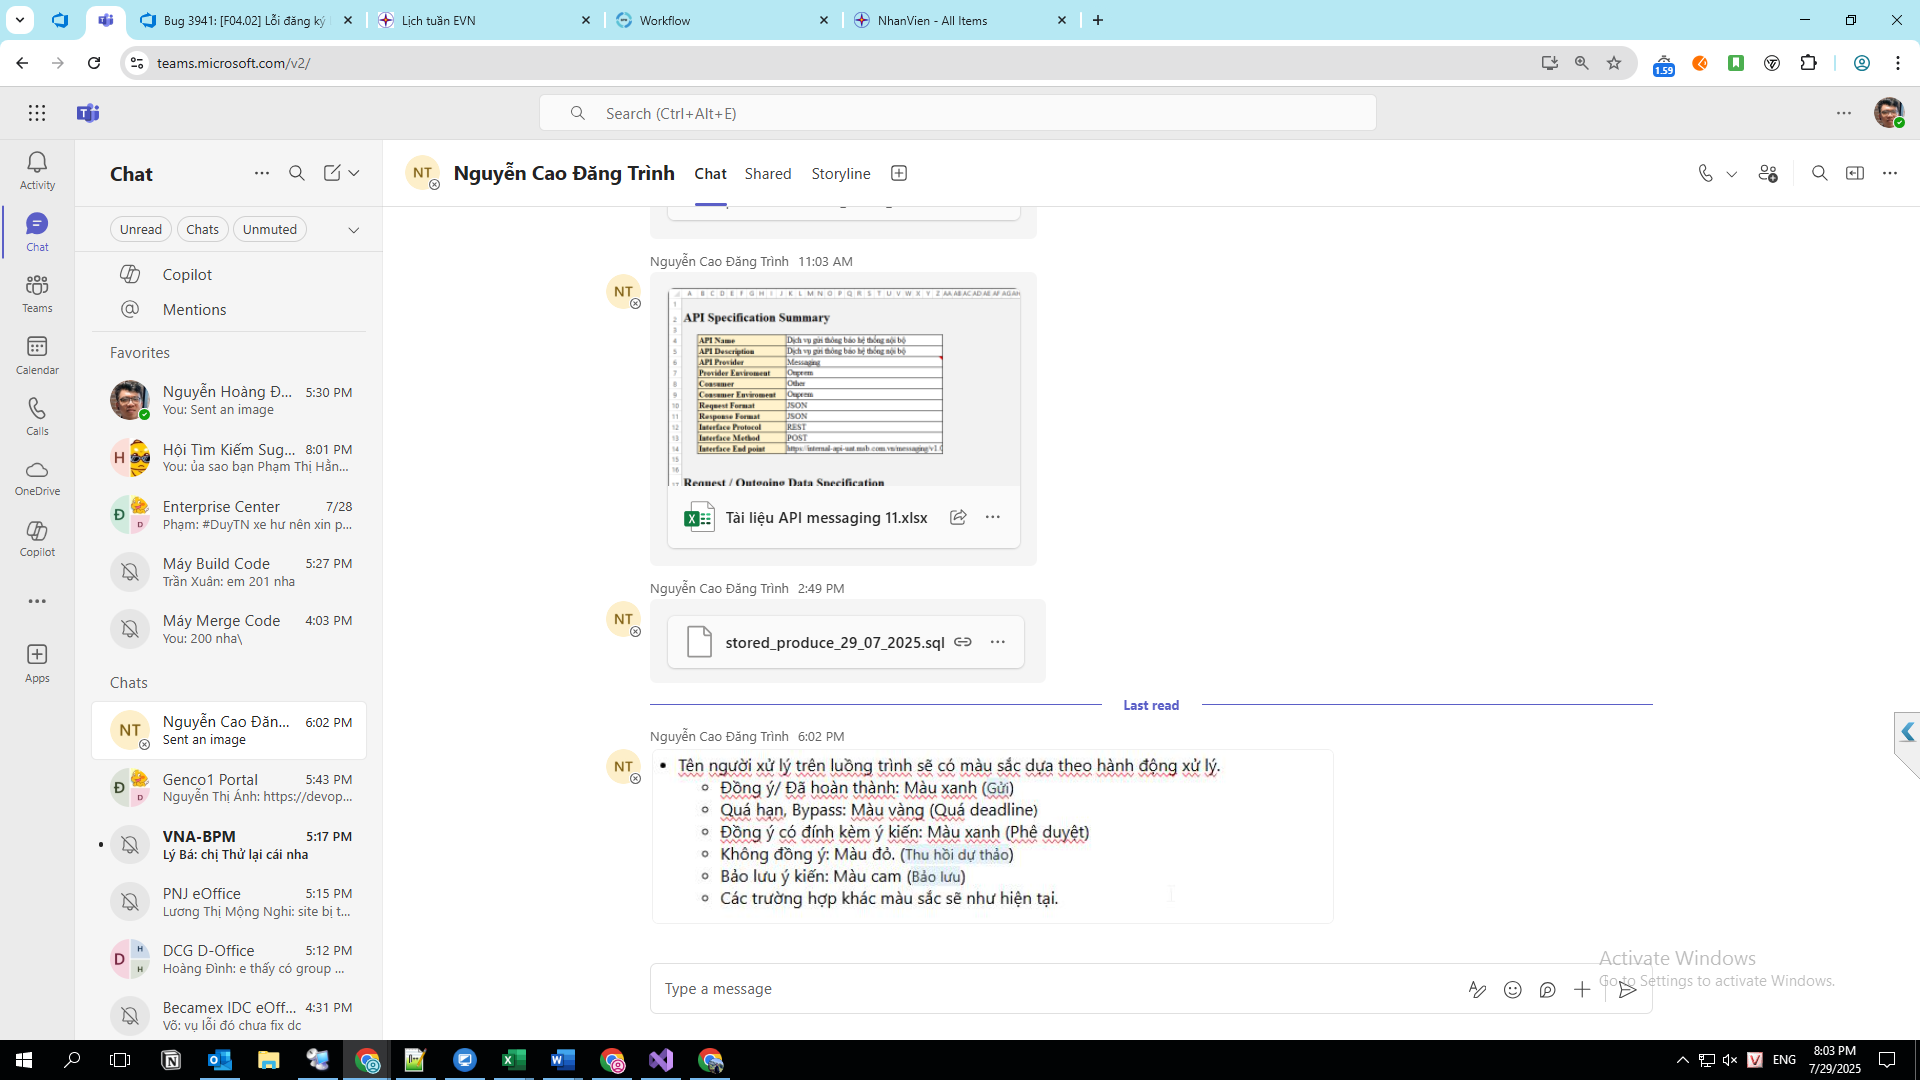 Bug 3941: [F04.02] Lỗi đăng ký
Lịch tuần EVN
Workflow
NhanVien - All Items
teams.microsoft.com/v2/
1.59
Search (Ctrl+Alt+E)
Activity
Chat
Teams
Calendar
Calls
OneDrive
Copilot
Apps
Chat
Unread
Chats
Unmuted
Copilot
Mentions
Favorites
Nguyễn Hoàng Đ... 5:30 PM
You: Sent an image
Hội Tìm Kiếm Sug... 8:01 PM
You: ủa sao bạn Phạm Thị Hằn...
Enterprise Center 7/28
Phạm: #DuyTN xe hư nên xin p...
Máy Build Code 5:27 PM
Trần Xuân: em 201 nha
Máy Merge Code 4:03 PM
You: 200 nha\
Chats
NT
Nguyễn Cao Đăn... 6:02 PM
Sent an image
Genco1 Portal 5:43 PM
Nguyễn Thị Ánh: https://devop...
VNA-BPM 5:17 PM
Lý Bá: chị Thử lại cái nha
PNJ eOffice 5:15 PM
Lương Thị Mộng Nghi: site bị t...
DCG D-Office 5:12 PM
Hoàng Đình: e thấy có group ...
Becamex IDC eOff... 4:31 PM
Võ: vụ lỗi đó chưa fix dc
NT Nguyễn Cao Đăng Trình Chat Shared Storyline
Nguyễn Cao Đăng Trình 11:03 AM
NT
API Specification Summary
API Name Dịch vụ gửi thông báo hệ thống nội bộ
API Description Dịch vụ gửi thông báo hệ thống nội bộ
API Provider Messaging
Provider Enviroment Onprem
Consumer Other
Consumer Enviroment Onprem
Request Format JSON
Response Format JSON
Interface Protocol REST
Interface Method POST
Interface End point https://internal-api-uat.msb.com.vn/messaging/v1.0
Request / Outgoing Data Specification
Tài liệu API messaging 11.xlsx
Nguyễn Cao Đăng Trình 2:49 PM
NT
stored_produce_29_07_2025.sql
Last read
Nguyễn Cao Đăng Trình 6:02 PM
NT
Tên người xử lý trên luồng trình sẽ có màu sắc dựa theo hành động xử lý.
Đồng ý/ Đã hoàn thành: Màu xanh (Gửi)
Quá hạn, Bypass: Màu vàng (Quá deadline)
Đồng ý có đính kèm ý kiến: Màu xanh (Phê duyệt)
Không đồng ý: Màu đỏ. (Thu hồi dự thảo)
Bảo lưu ý kiến: Màu cam (Bảo lưu)
Các trường hợp khác màu sắc sẽ như hiện tại.
Type a message
Activate Windows
Go to Settings to activate Windows.
ENG
8:03 PM
7/29/2025